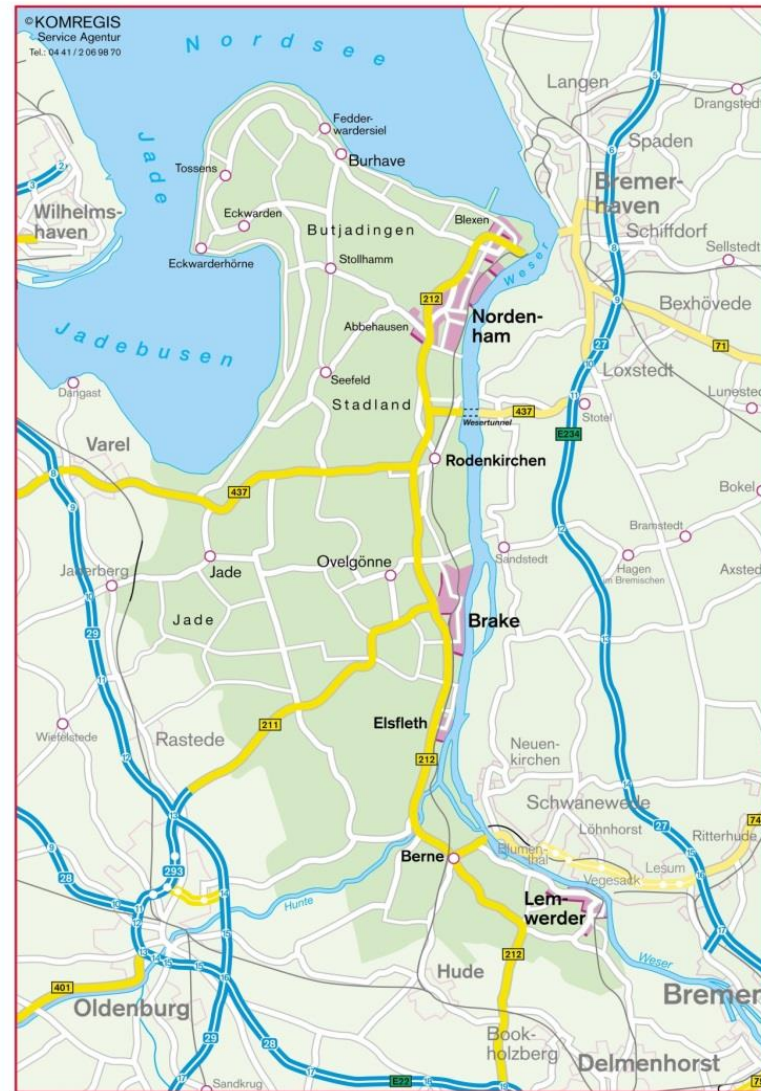 © KOMREGIS
Service Agentur
Tel.: 04 41 / 2 06 98 70
Nordsee
Jade
Langen
Drangstedt
Fedder-
wardersiel
Spaden
Burhave
Tossens
Wilhelms-
haven
Bremer-
haven
Eckwarden
Butjadingen
Blexen
Schiffdorf
Eckwarderhörne
Stollhamm
Weser
Sellstedt
212
Norden-
ham
Bexhövede
Abbehausen
Jadebusen
71
27
Loxstedt
Seefeld
Dangast
Stadland
437
Wesertunnel
Stotel
Lunested
E234
Varel
Rodenkirchen
437
Bokel
Bramstedt
Sandstedt
Hagen
im Bremischen
Axsted
Ovelgönne
Jade
Jaderberg
Jade
Brake
29
211
Elsfleth
Wiefelstede
Rastede
212
Neuen-
kirchen
Schwanewede
Löhnhorst
27
74
Ritterhude
Blumen-
thal
Lesum
Vegesack
Berne
28
293
Lem-
werder
Hunte
212
Weser
401
Hude
Bremen
Oldenburg
Book-
holzberg
29
28
Delmenhorst
E22
Sandkrug